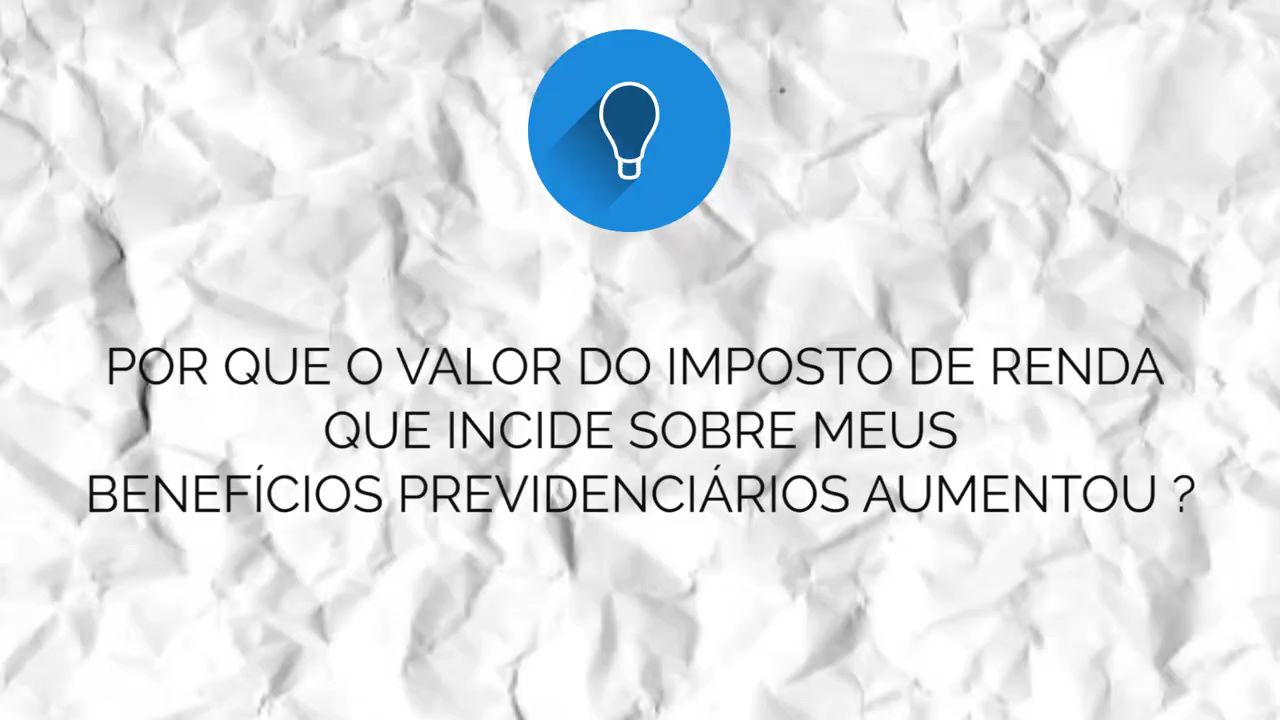 POR QUE O VALOR DO IMPOSTO DE RENDA
QUE INCIDE SOBRE MEUS
BENEFÍCIOS PREVIDENCIÁRIOS AUMENTOU ?